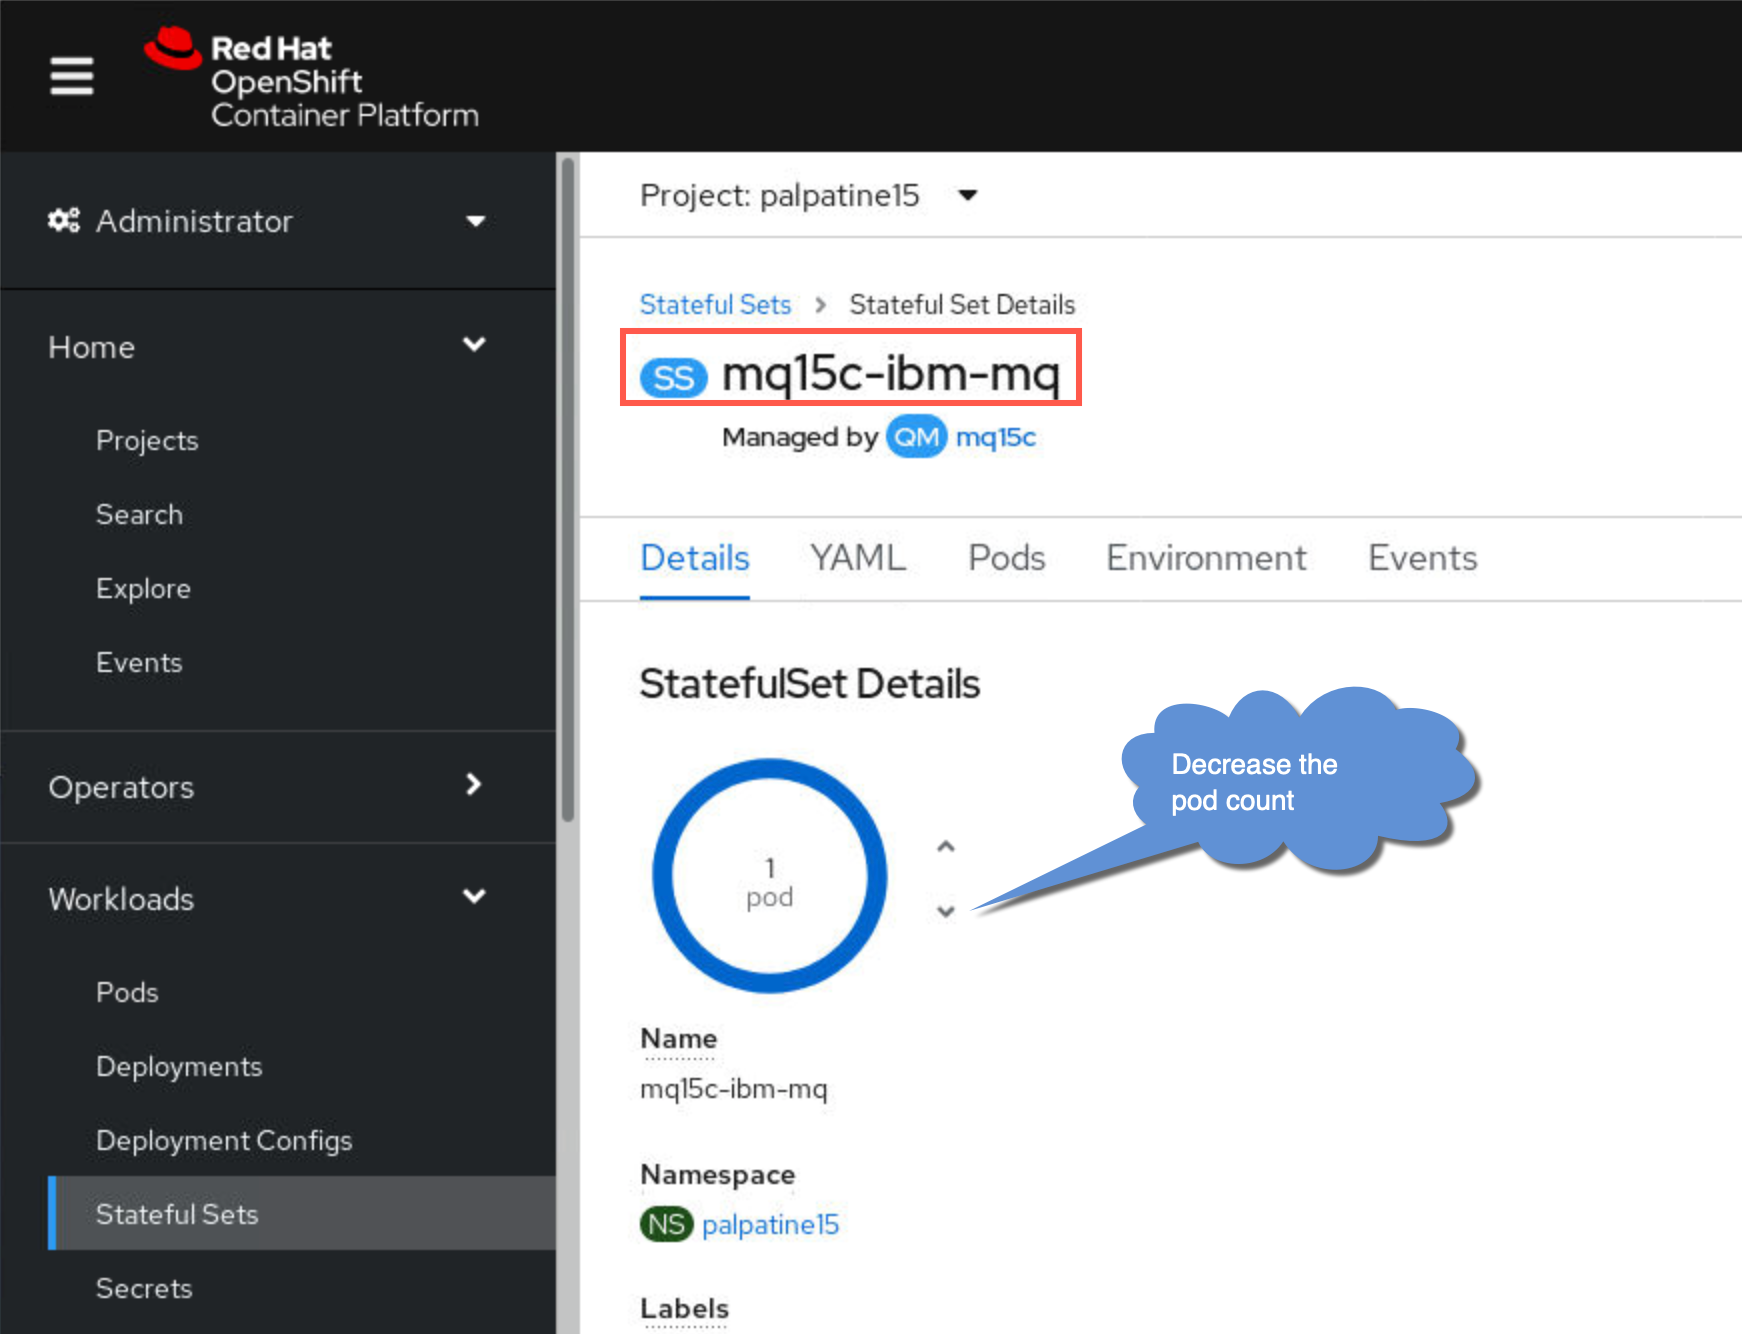 Red Hat
OpenShift
Container Platform
Administrator
Home
Projects
Search
Explore
Events
Operators
Workloads
Pods
Deployments
Deployment Configs
Stateful Sets
Secrets
Project: palpatine15
Stateful Sets > Stateful Set Details
SS mq15c-ibm-mq
Managed by QM mq15c
Details YAML Pods Environment Events
StatefulSet Details
1
pod
Decrease the
pod count
Name
mq15c-ibm-mq
Namespace
NS palpatine15
Labels